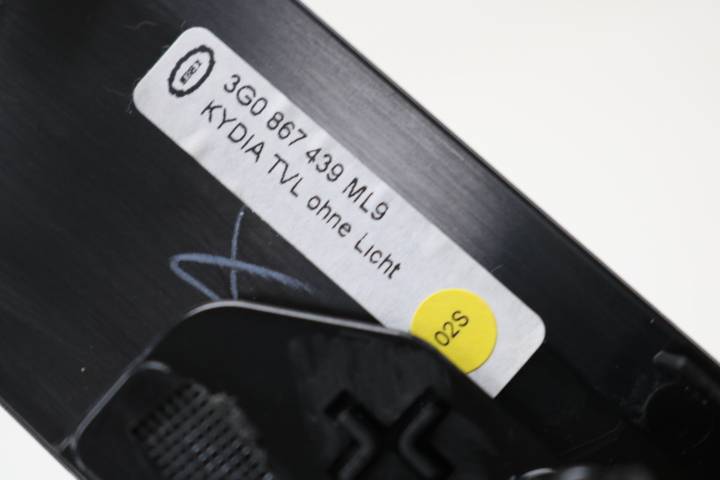 3G0 867 439 ML9
KYDIA TVL ohne Licht
02S